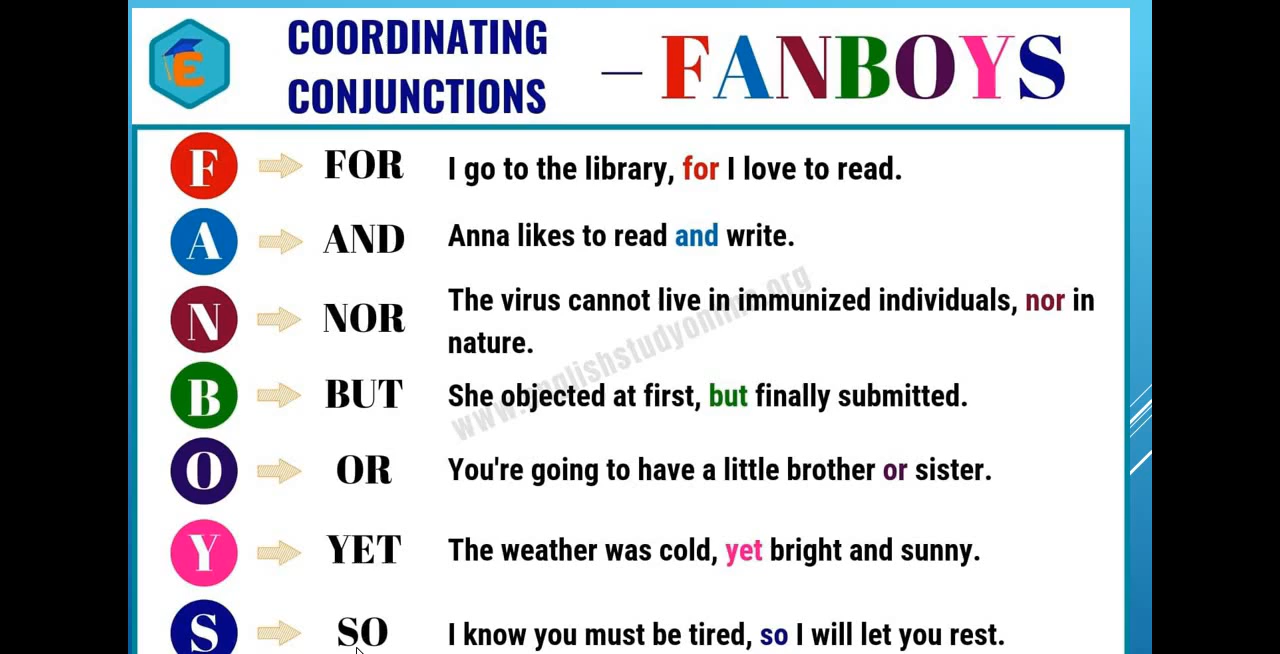 COORDINATING
CONJUNCTIONS
— FANBOYS
E
F FOR I go to the library, for I love to read.
A AND Anna likes to read and write.
N NOR The virus cannot live in immunized individuals, nor in
nature.
B BUT She objected at first, but finally submitted.
O OR You're going to have a little brother or sister.
Y YET The weather was cold, yet bright and sunny.
S SO I know you must be tired, so I will let you rest.
www.englishstudyonline.org